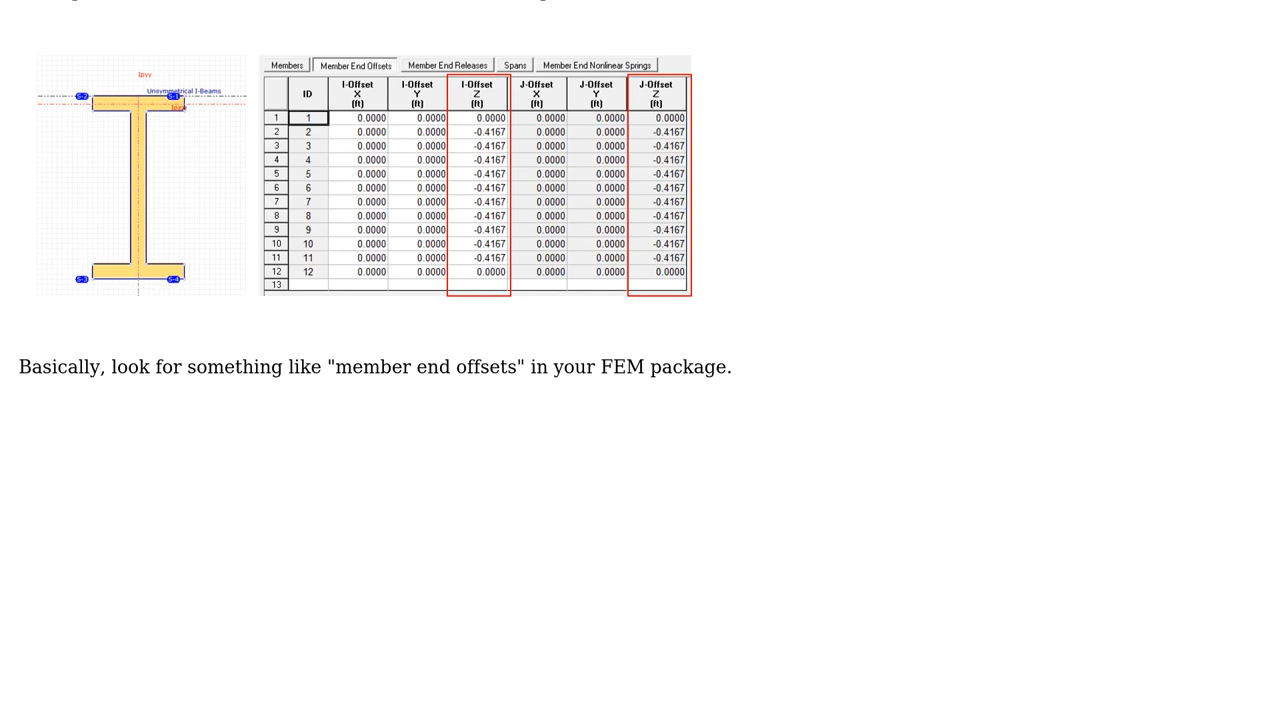 Ipyy
Unsymmetrical I-Beams
S-2 S-1
S-3 S-4
Members Member End Offsets Member End Releases Spans Member End Nonlinear Springs
ID I-Offset X (ft) I-Offset Y (ft) I-Offset Z (ft) J-Offset X (ft) J-Offset Y (ft) J-Offset Z (ft)
1 1 0.0000 0.0000 0.0000 0.0000 0.0000 0.0000
2 2 0.0000 0.0000 -0.4167 0.0000 0.0000 -0.4167
3 3 0.0000 0.0000 -0.4167 0.0000 0.0000 -0.4167
4 4 0.0000 0.0000 -0.4167 0.0000 0.0000 -0.4167
5 5 0.0000 0.0000 -0.4167 0.0000 0.0000 -0.4167
6 6 0.0000 0.0000 -0.4167 0.0000 0.0000 -0.4167
7 7 0.0000 0.0000 -0.4167 0.0000 0.0000 -0.4167
8 8 0.0000 0.0000 -0.4167 0.0000 0.0000 -0.4167
9 9 0.0000 0.0000 -0.4167 0.0000 0.0000 -0.4167
10 10 0.0000 0.0000 -0.4167 0.0000 0.0000 -0.4167
11 11 0.0000 0.0000 -0.4167 0.0000 0.0000 -0.4167
12 12 0.0000 0.0000 0.0000 0.0000 0.0000 0.0000
13
Basically, look for something like "member end offsets" in your FEM package.